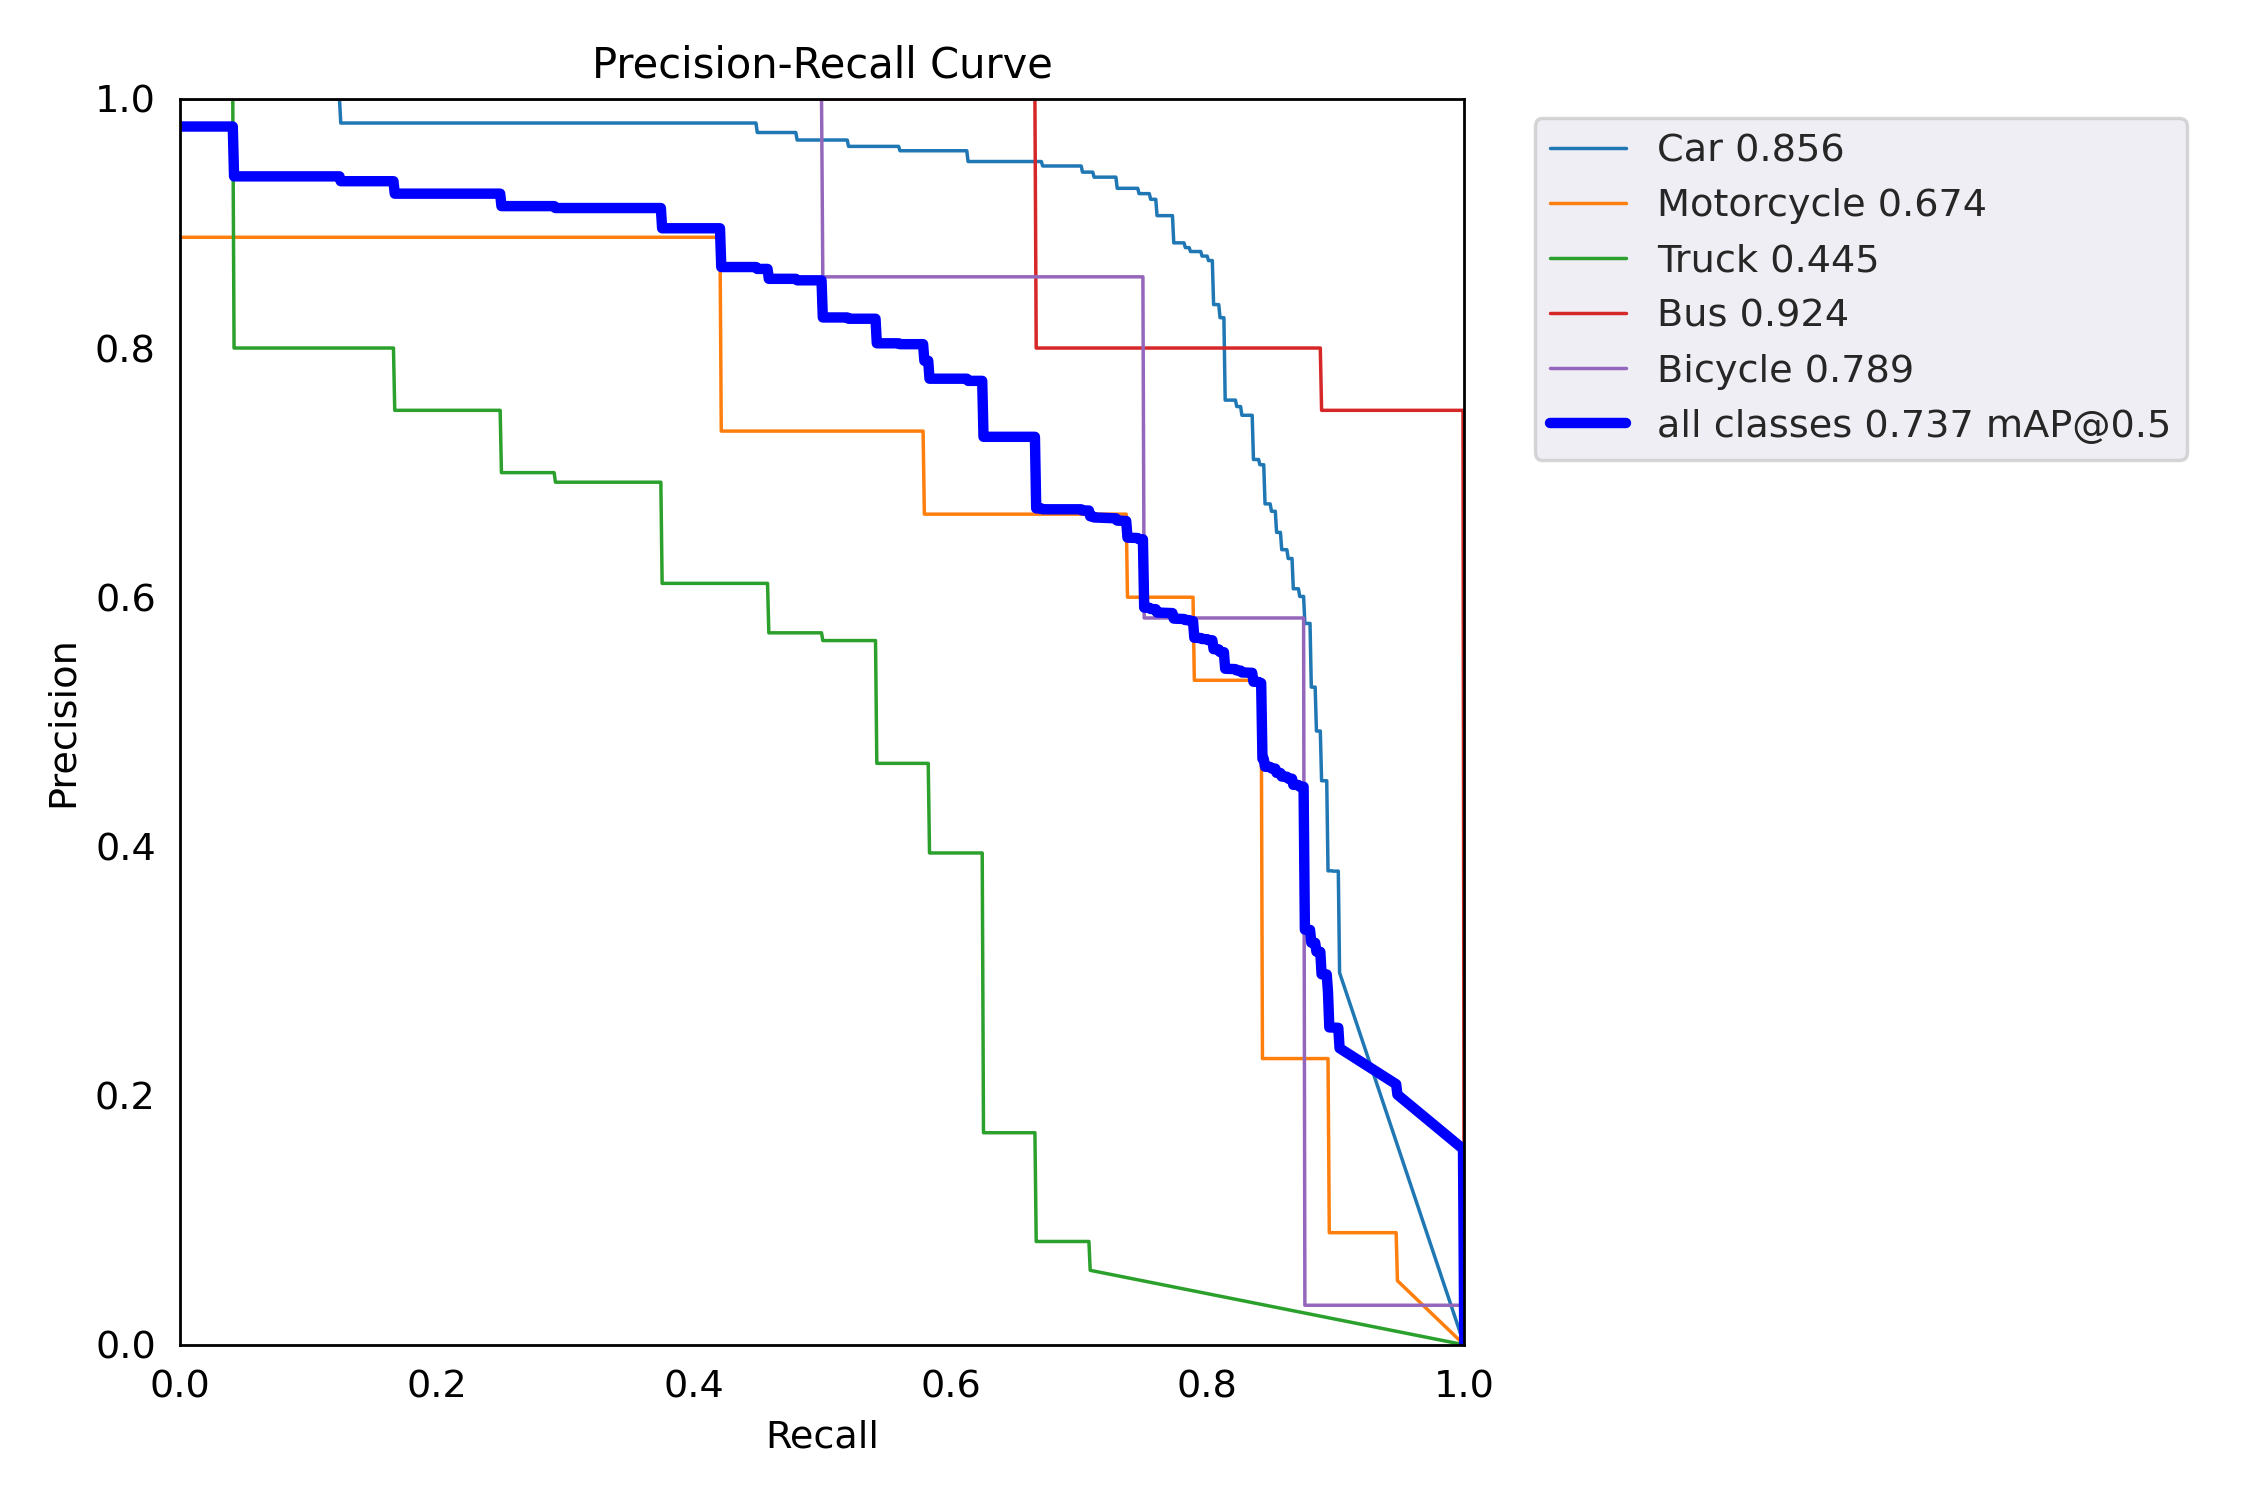 Precision-Recall Curve
1.0
0.8
0.6
0.4
0.2
0.0
Precision
0.0 0.2 0.4 0.6 0.8 1.0
Recall
Car 0.856
Motorcycle 0.674
Truck 0.445
Bus 0.924
Bicycle 0.789
all classes 0.737 mAP@0.5